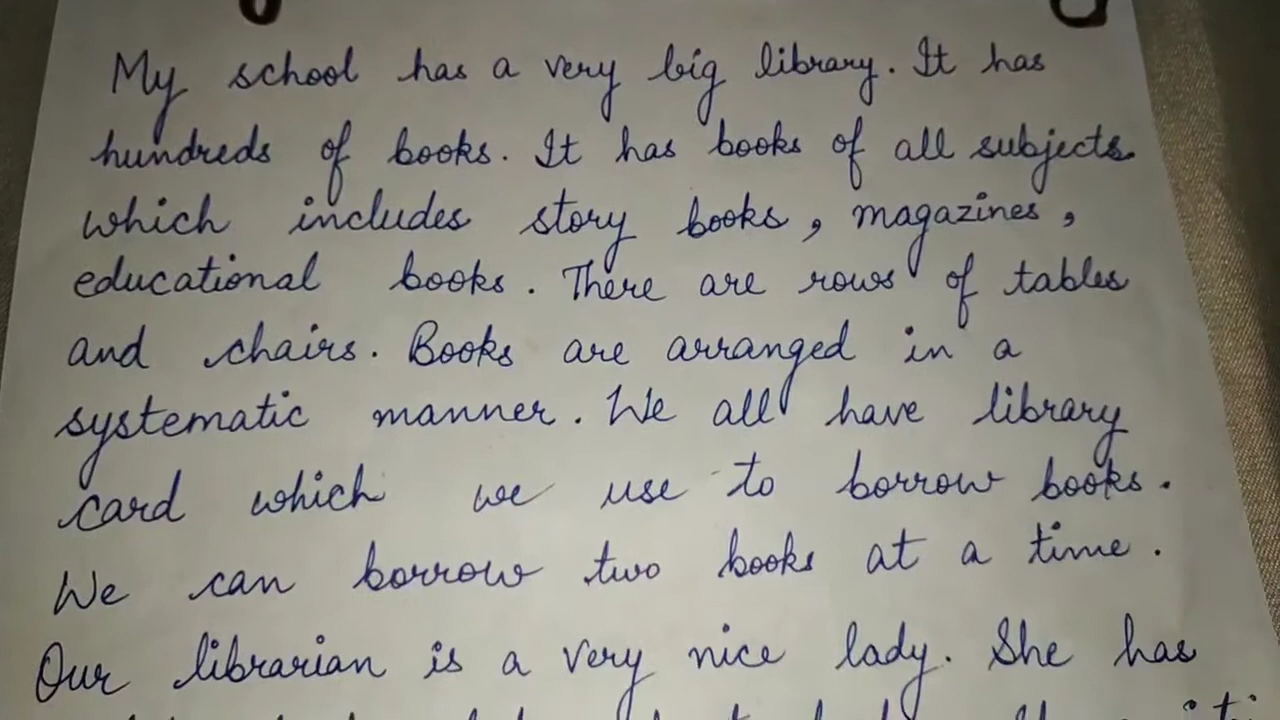 My school has a very big library. It has
hundreds of books. It has books of all subjects
which includes story books, magazines,
educational books. There are rows of tables
and chairs. Books are arranged in a
systematic manner. We all have library
card which we use to borrow books.
We can borrow two books at a time.
Our librarian is a very nice lady. She has